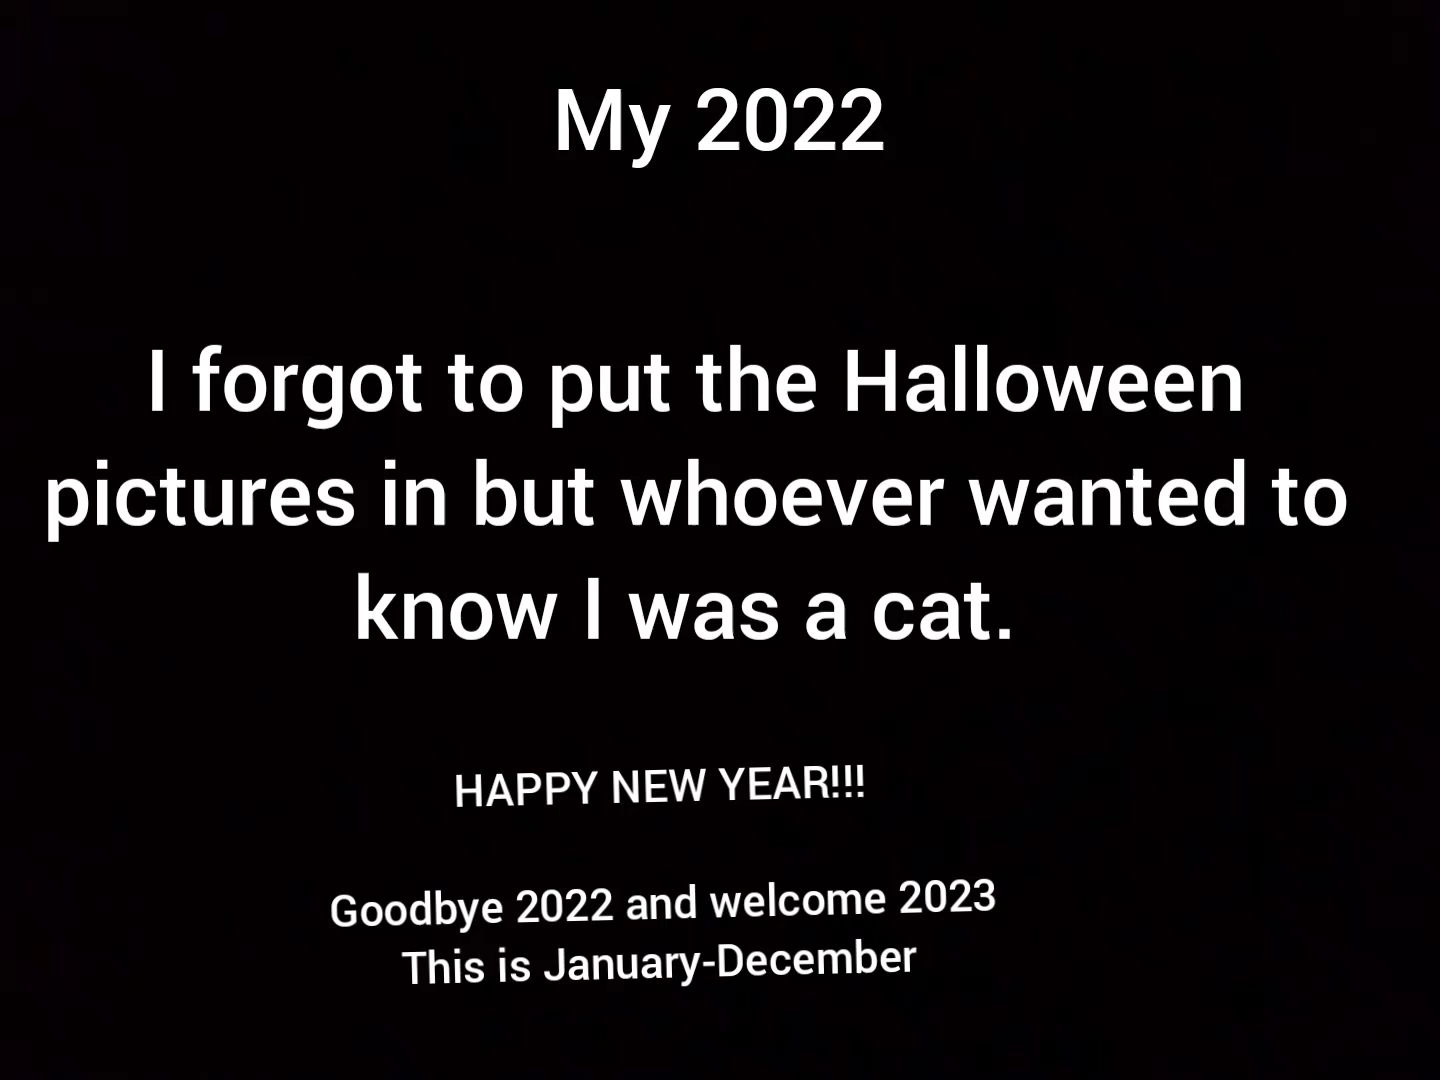 My 2022
I forgot to put the Halloween
pictures in but whoever wanted to
know I was a cat.
HAPPY NEW YEAR!!!
Goodbye 2022 and welcome 2023
This is January-December